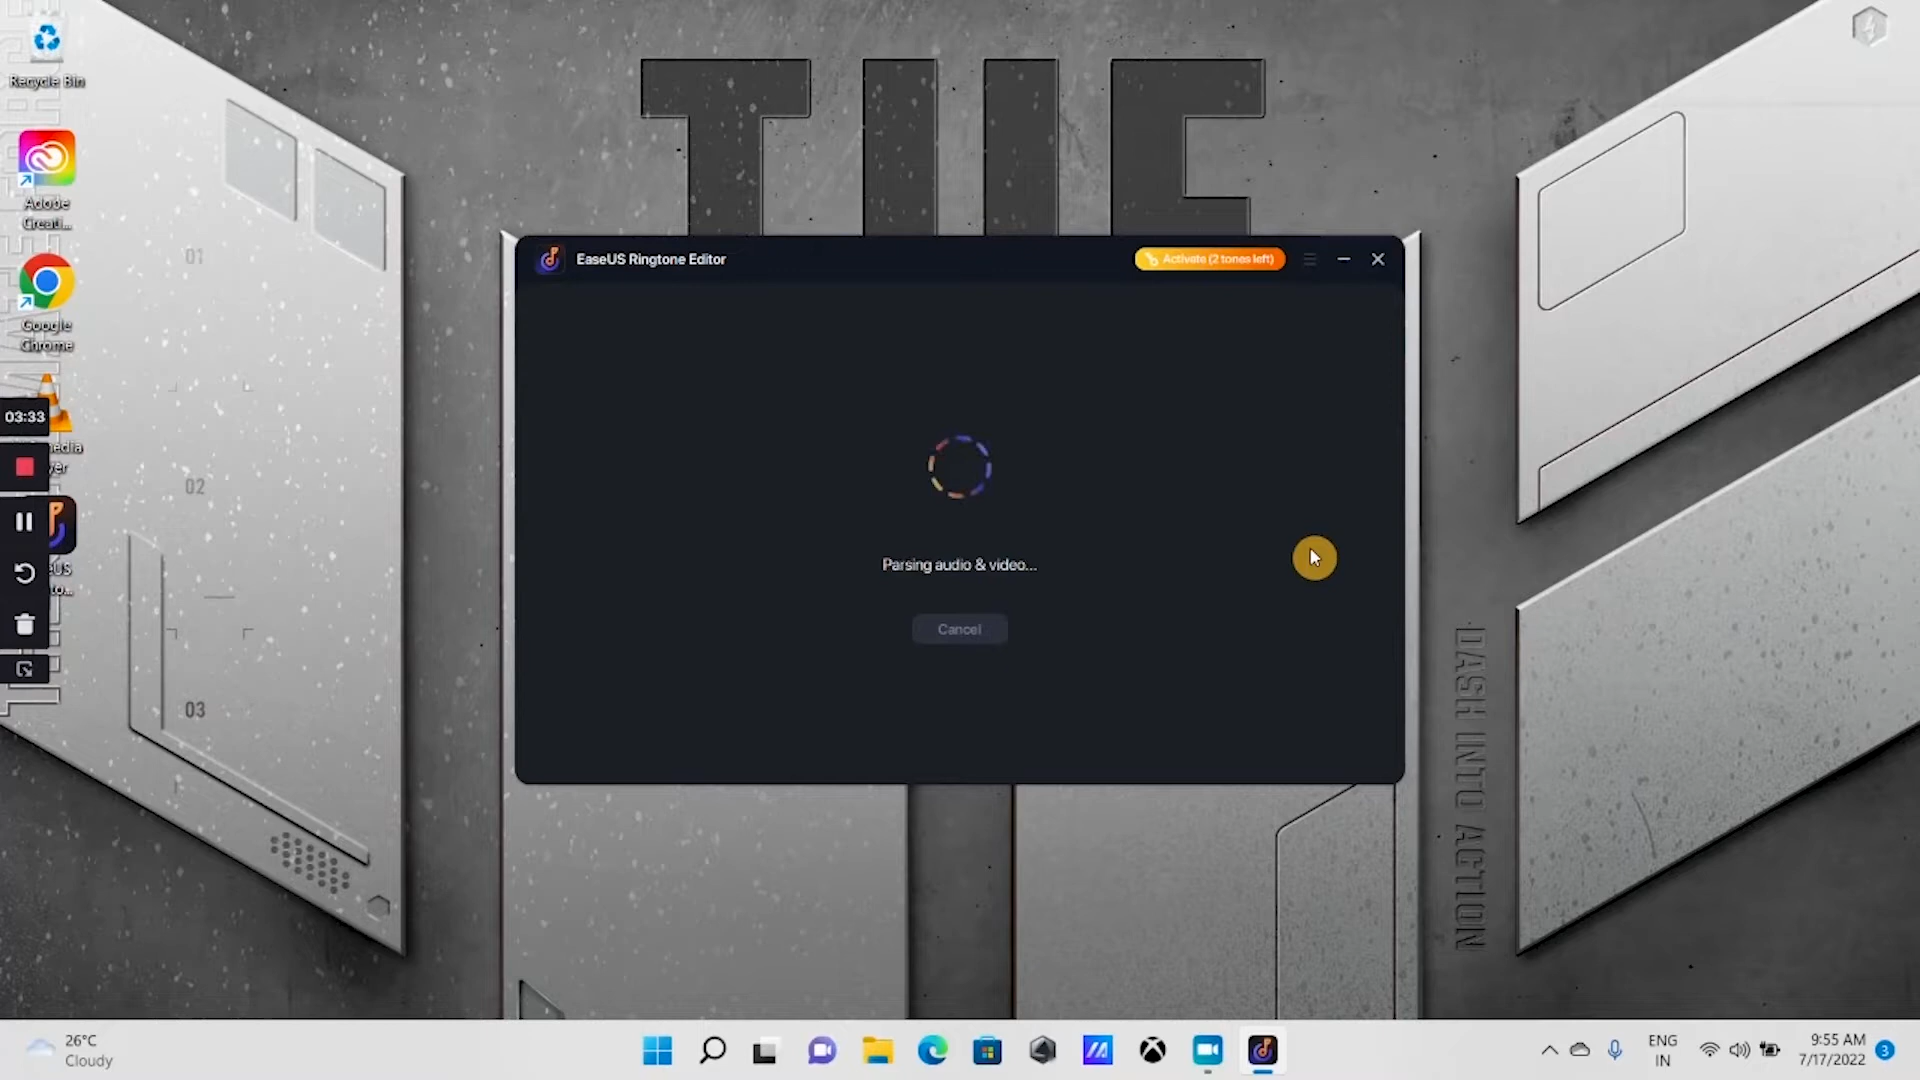 Recycle Bin
Adobe
Creati...
Google
Chrome
03:33
01
02
03
EaseUS Ringtone Editor
Activate (2 tones left)
Parsing audio & video...
Cancel
DASH INTO ACTION
26°C
Cloudy
ENG
IN
9:55 AM
7/17/2022
3